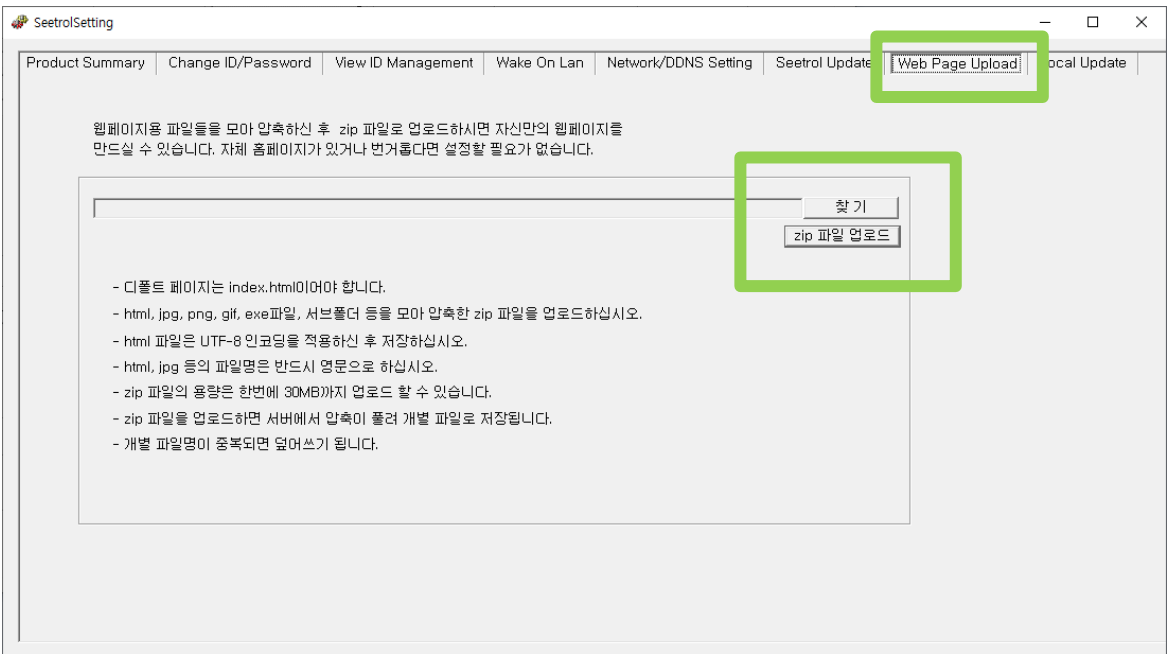 SeetrolSetting
Product Summary
Change ID/Password
View ID Management
Wake On Lan
Network/DDNS Setting
Seetrol Update
Web Page Upload
ocal Update
웹페이지용 파일들을 모아 압축하신 후 zip 파일로 업로드하시면 자신만의 웹페이지를
만드실 수 있습니다. 자체 홈페이지가 있거나 번거롭다면 설정할 필요가 없습니다.
찾 기
zip 파일 업로드
- 디폴트 페이지는 index.html이어야 합니다.
- html, jpg, png, gif, exe파일, 서브폴더 등을 모아 압축한 zip 파일을 업로드하십시오.
- html 파일은 UTF-8 인코딩을 적용하신 후 저장하십시오.
- html, jpg 등의 파일명은 반드시 영문으로 하십시오.
- zip 파일의 용량은 한번에 30MB까지 업로드 할 수 있습니다.
- zip 파일을 업로드하면 서버에서 압축이 풀려 개별 파일로 저장됩니다.
- 개별 파일명이 중복되면 덮어쓰기 됩니다.